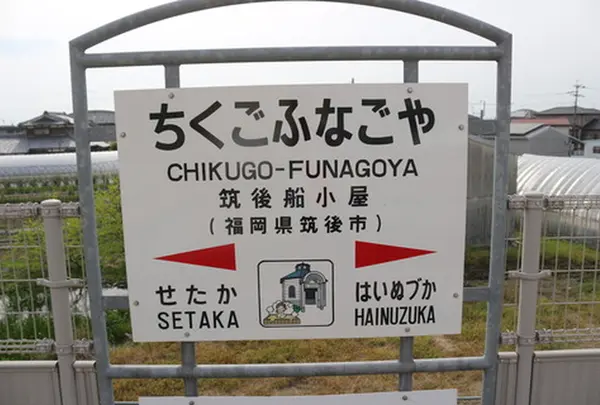 ちくごふなごや
CHIKUGO-FUNAGOYA
筑後船小屋
(福岡県筑後市)
せたか はいぬづか
SETAKA HAINUZUKA